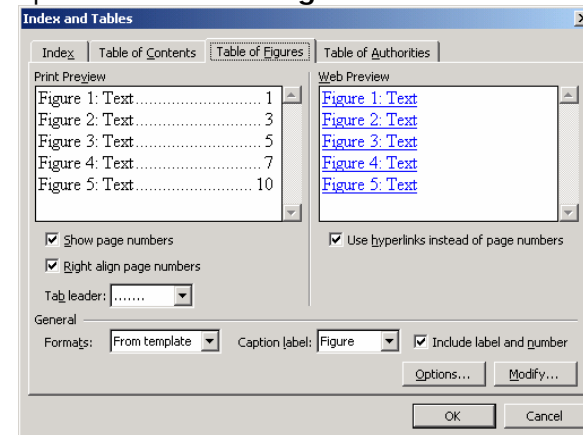 Index and Tables
Index Table of Contents Table of Figures Table of Authorities
Print Preview Web Preview
Figure 1: Text........................ 1 Figure 1: Text
Figure 2: Text........................ 3 Figure 2: Text
Figure 3: Text........................ 5 Figure 3: Text
Figure 4: Text........................ 7 Figure 4: Text
Figure 5: Text...................... 10 Figure 5: Text
Show page numbers Use hyperlinks instead of page numbers
Right align page numbers
Tab leader: .......
General
Formats: From template Caption label: Figure Include label and number
Options... Modify...
OK Cancel